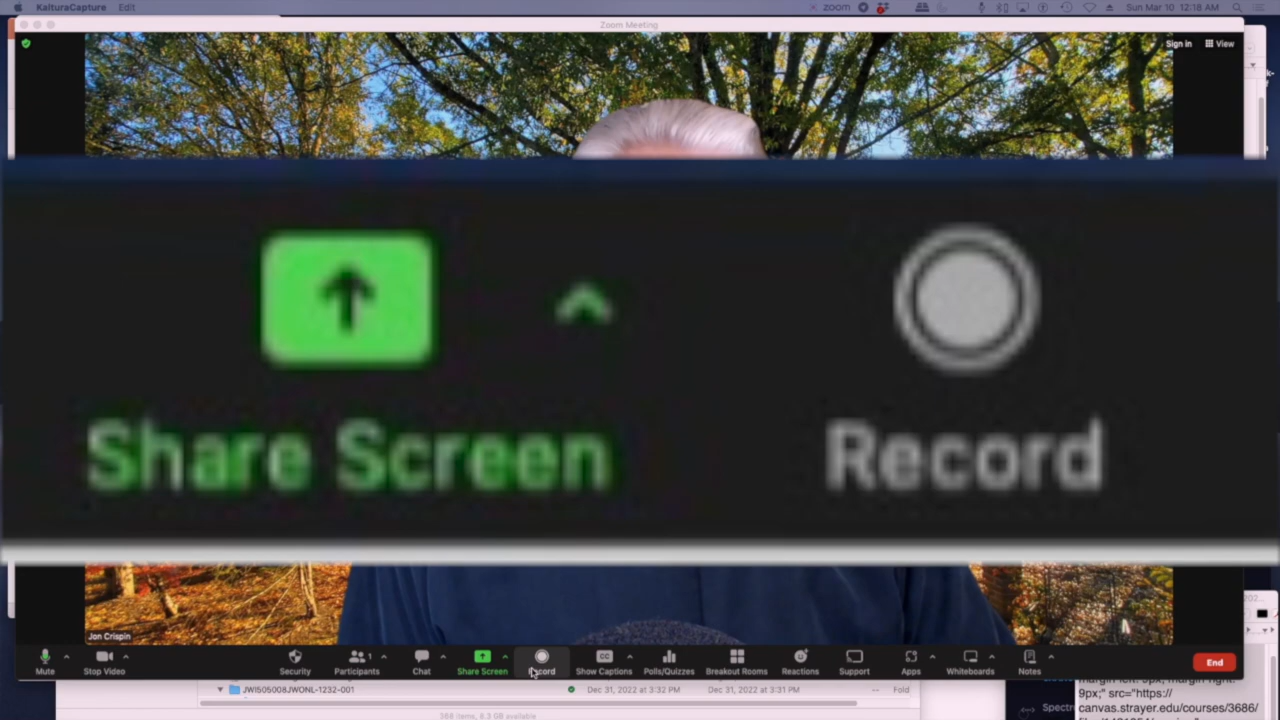 KalturaCapture Edit
zoom
Sun Mar 10 12:18 AM
Zoom Meeting
Sign in
View
Share Screen
Record
Jon Crispin
Mute
Stop Video
Security
Participants
1
Chat
Share Screen
Record
Show Captions
Polls/Quizzes
Breakout Rooms
Reactions
Support
Apps
Whiteboards
Notes
End
JWI505008JWONL-1232-001
Dec 31, 2022 at 3:32 PM
Dec 31, 2022 at 3:31 PM
--
Fold
9px;" src="https://
canvas.strayer.edu/courses/3686/